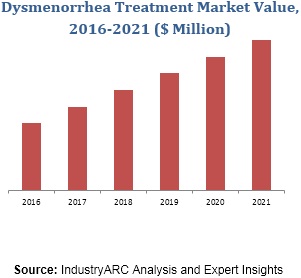 Dysmenorrhea Treatment Market Value,
2016-2021 ($ Million)
2016 2017 2018 2019 2020 2021
Source: IndustryARC Analysis and Expert Insights